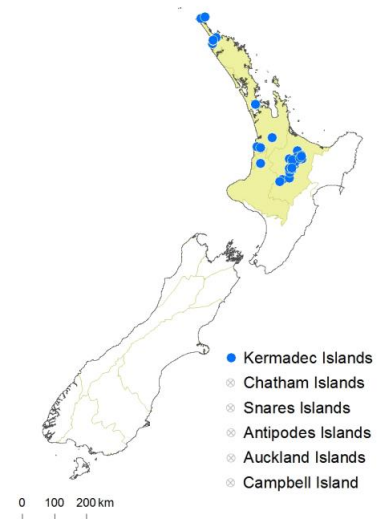 Kermadec Islands
Chatham Islands
Snares Islands
Antipodes Islands
Auckland Islands
Campbell Island
0 100 200 km